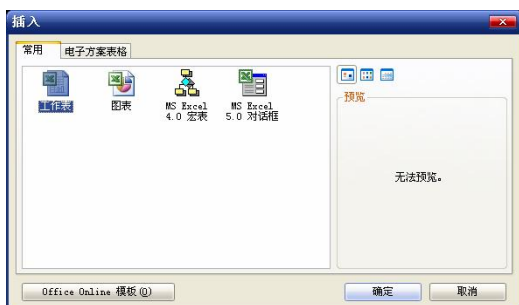 插入
常用
电子方案表格
工作表
图表
MS Excel
4.0 宏表
MS Excel
5.0 对话框
预览
无法预览。
Office Online 模板(O)
确定
取消